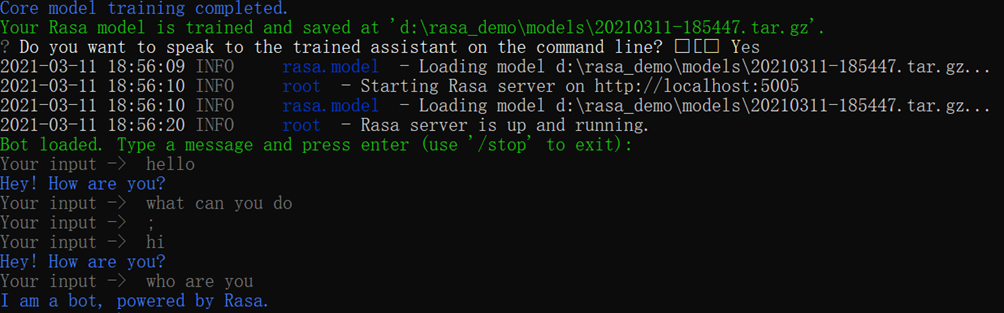 Core model training completed.
Your Rasa model is trained and saved at 'd:\rasa_demo\models\20210311-185447.tar.gz'.
? Do you want to speak to the trained assistant on the command line? □[□□ Yes
2021-03-11 18:56:09 INFO     rasa.model  - Loading model d:\rasa_demo\models\20210311-185447.tar.gz...
2021-03-11 18:56:10 INFO     root  - Starting Rasa server on http://localhost:5005
2021-03-11 18:56:10 INFO     rasa.model  - Loading model d:\rasa_demo\models\20210311-185447.tar.gz...
2021-03-11 18:56:20 INFO     root  - Rasa server is up and running.
Bot loaded. Type a message and press enter (use '/stop' to exit):
Your input ->  hello
Hey! How are you?
Your input ->  what can you do
Your input ->  ;
Your input ->  hi
Hey! How are you?
Your input ->  who are you
I am a bot, powered by Rasa.